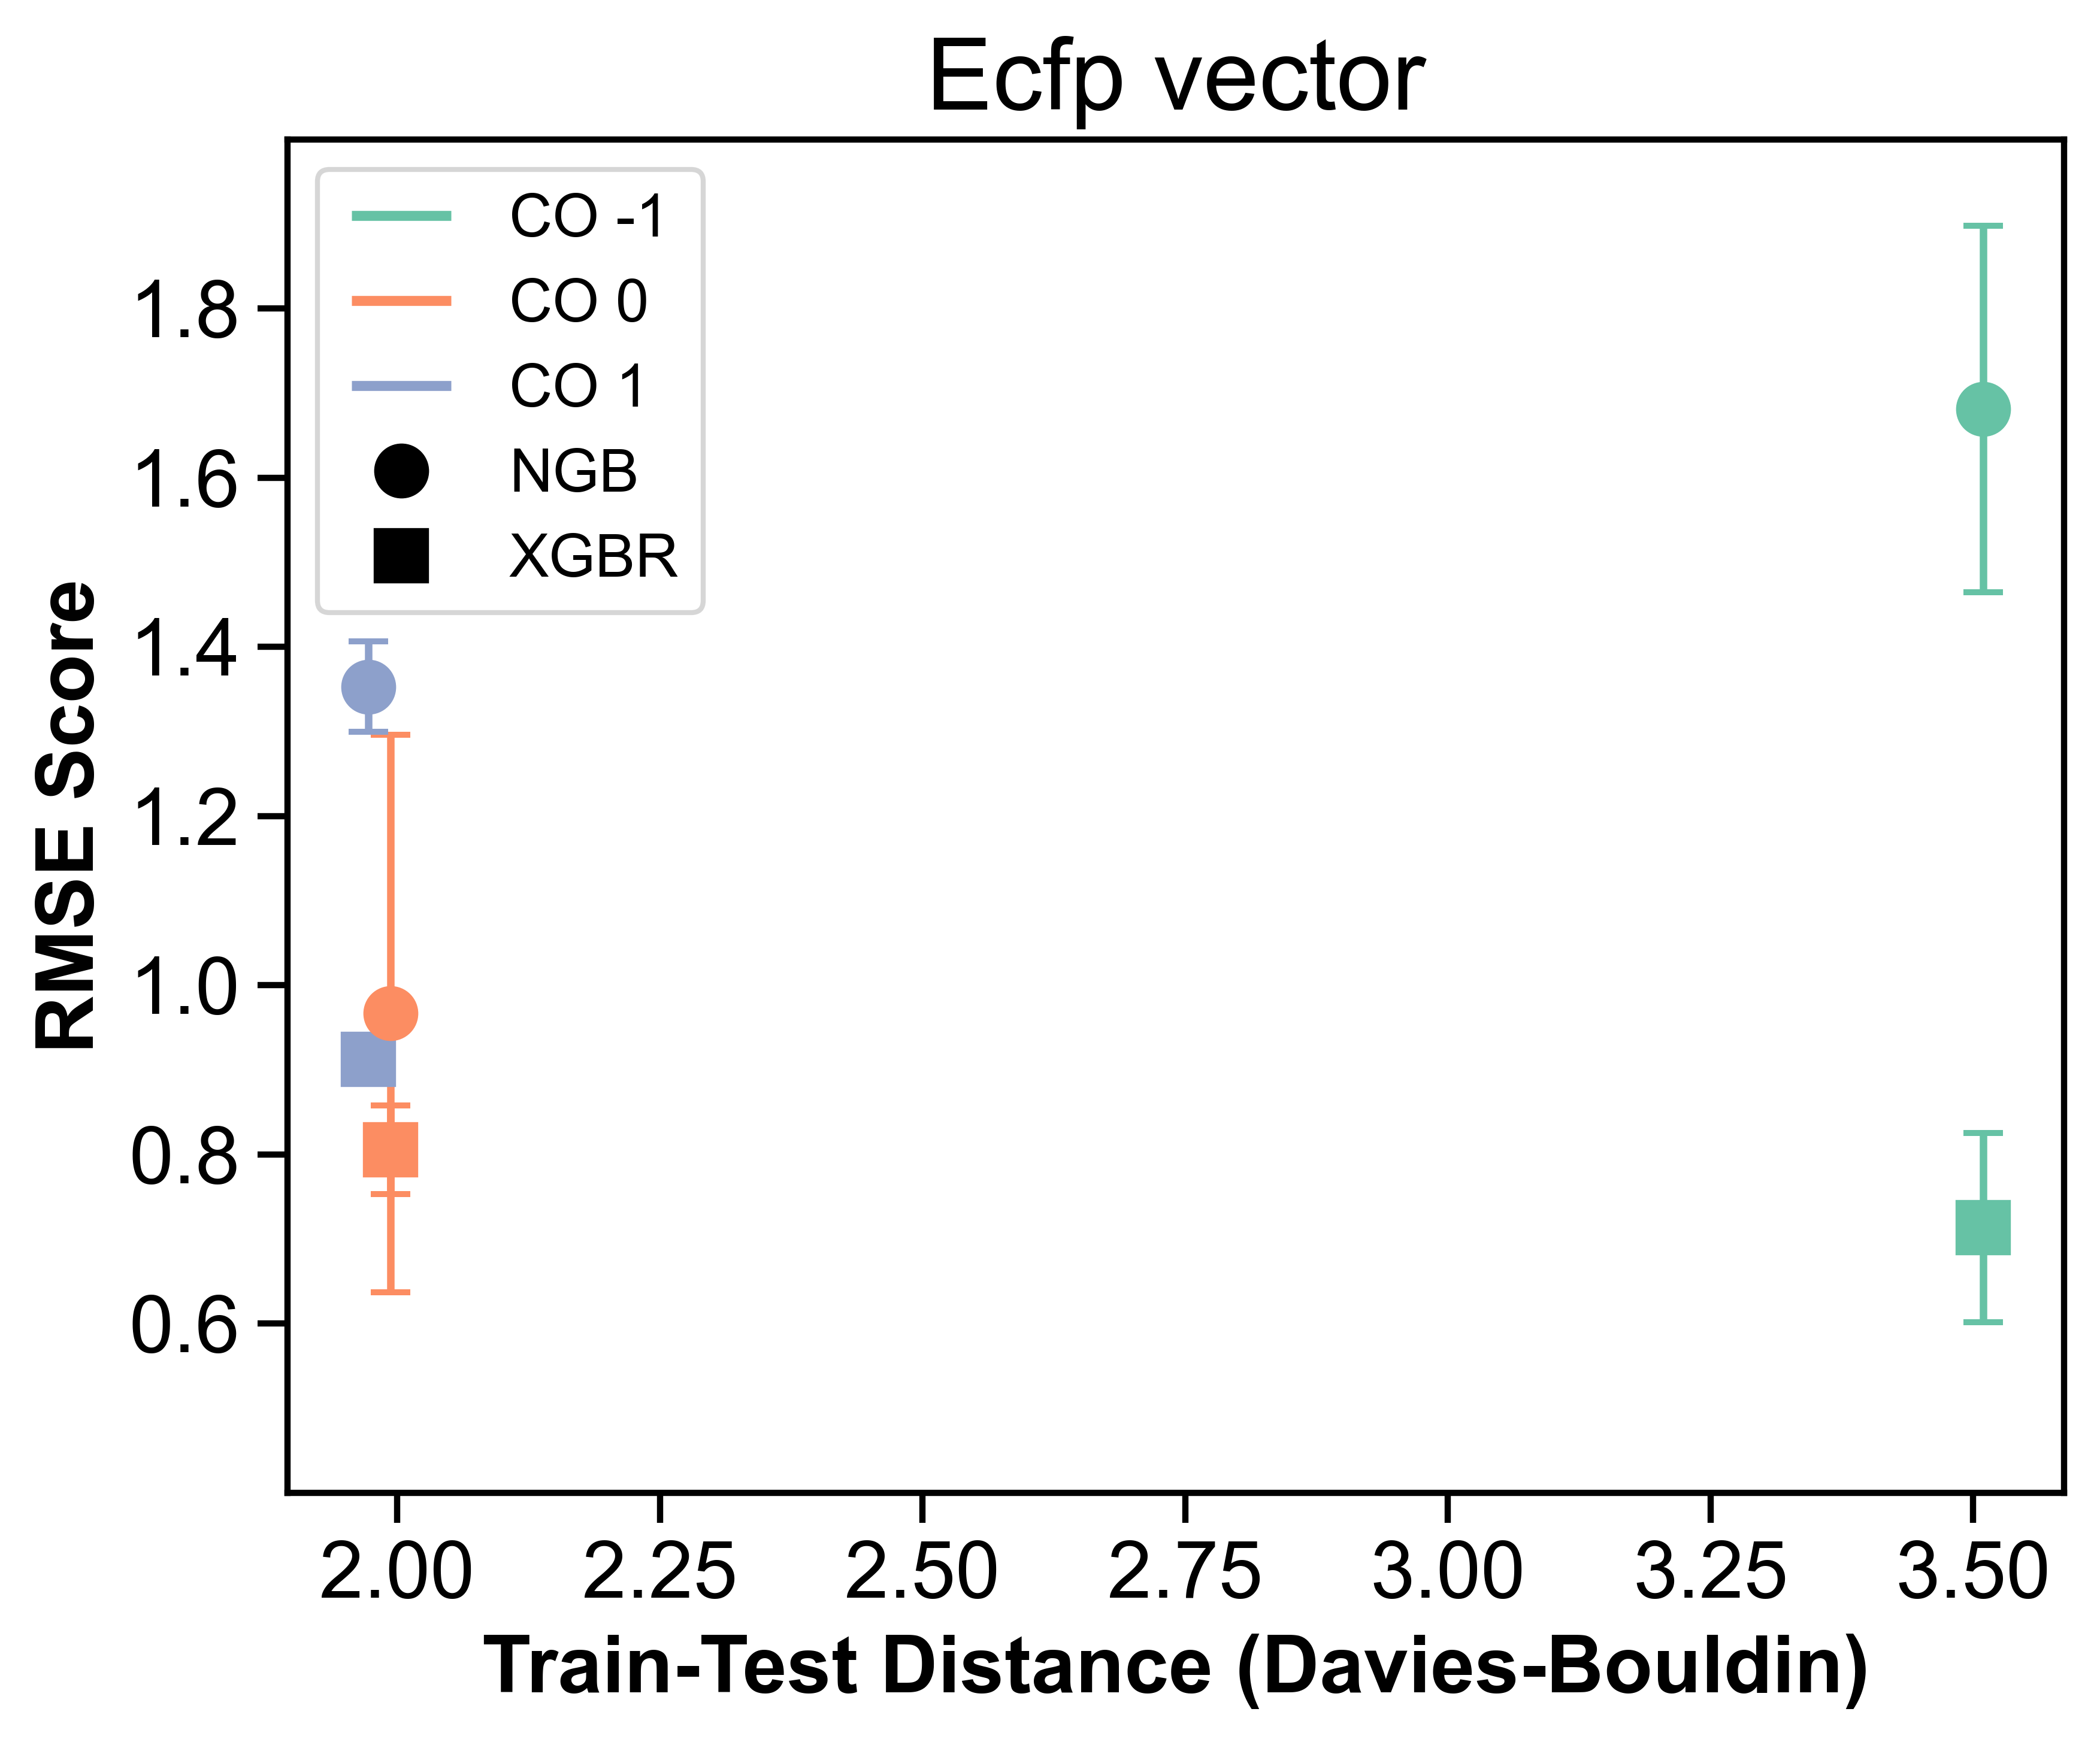 Ecfp vector
CO -1
CO 0
CO 1
NGB
XGBR
RMSE Score
1.8
1.6
1.4
1.2
1.0
0.8
0.6
2.00 2.25 2.50 2.75 3.00 3.25 3.50
Train-Test Distance (Davies-Bouldin)